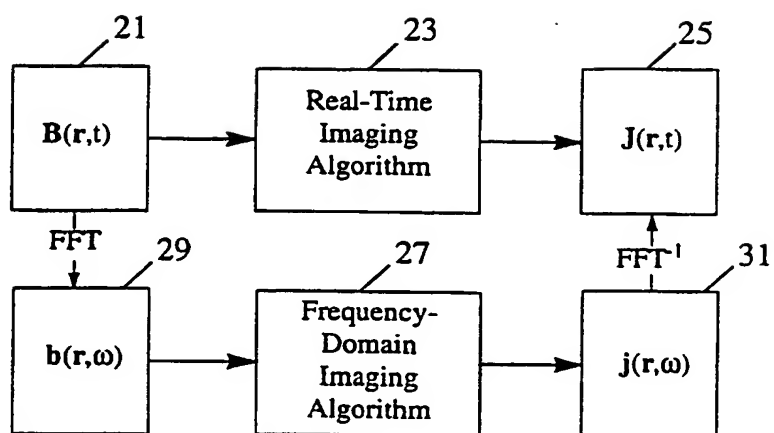 21
23
25
B(r,t)
Real-Time
Imaging
Algorithm
J(r,t)
FFT
29
27
FFT⁻¹
31
b(r,ω)
Frequency-
Domain
Imaging
Algorithm
j(r,ω)